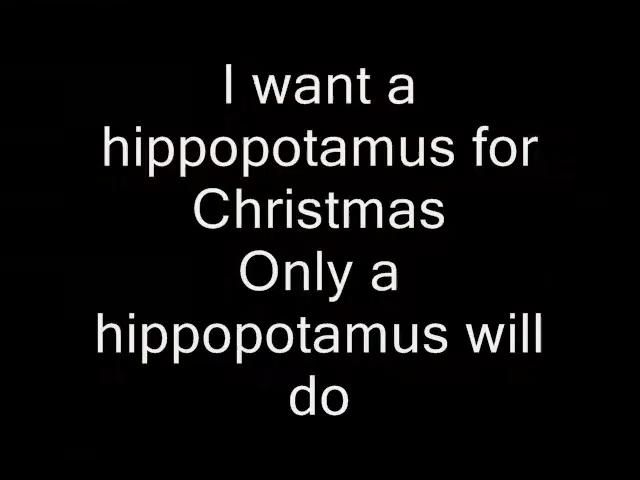 I want a
hippopotamus for
Christmas
Only a
hippopotamus will
do